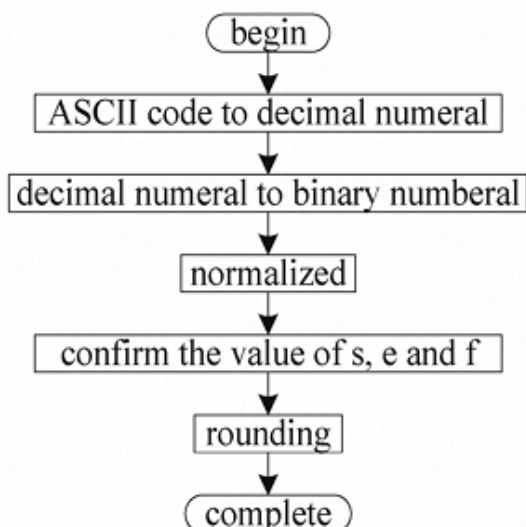 begin
ASCII code to decimal numeral
decimal numeral to binary numberal
normalized
confirm the value of s, e and f
rounding
complete